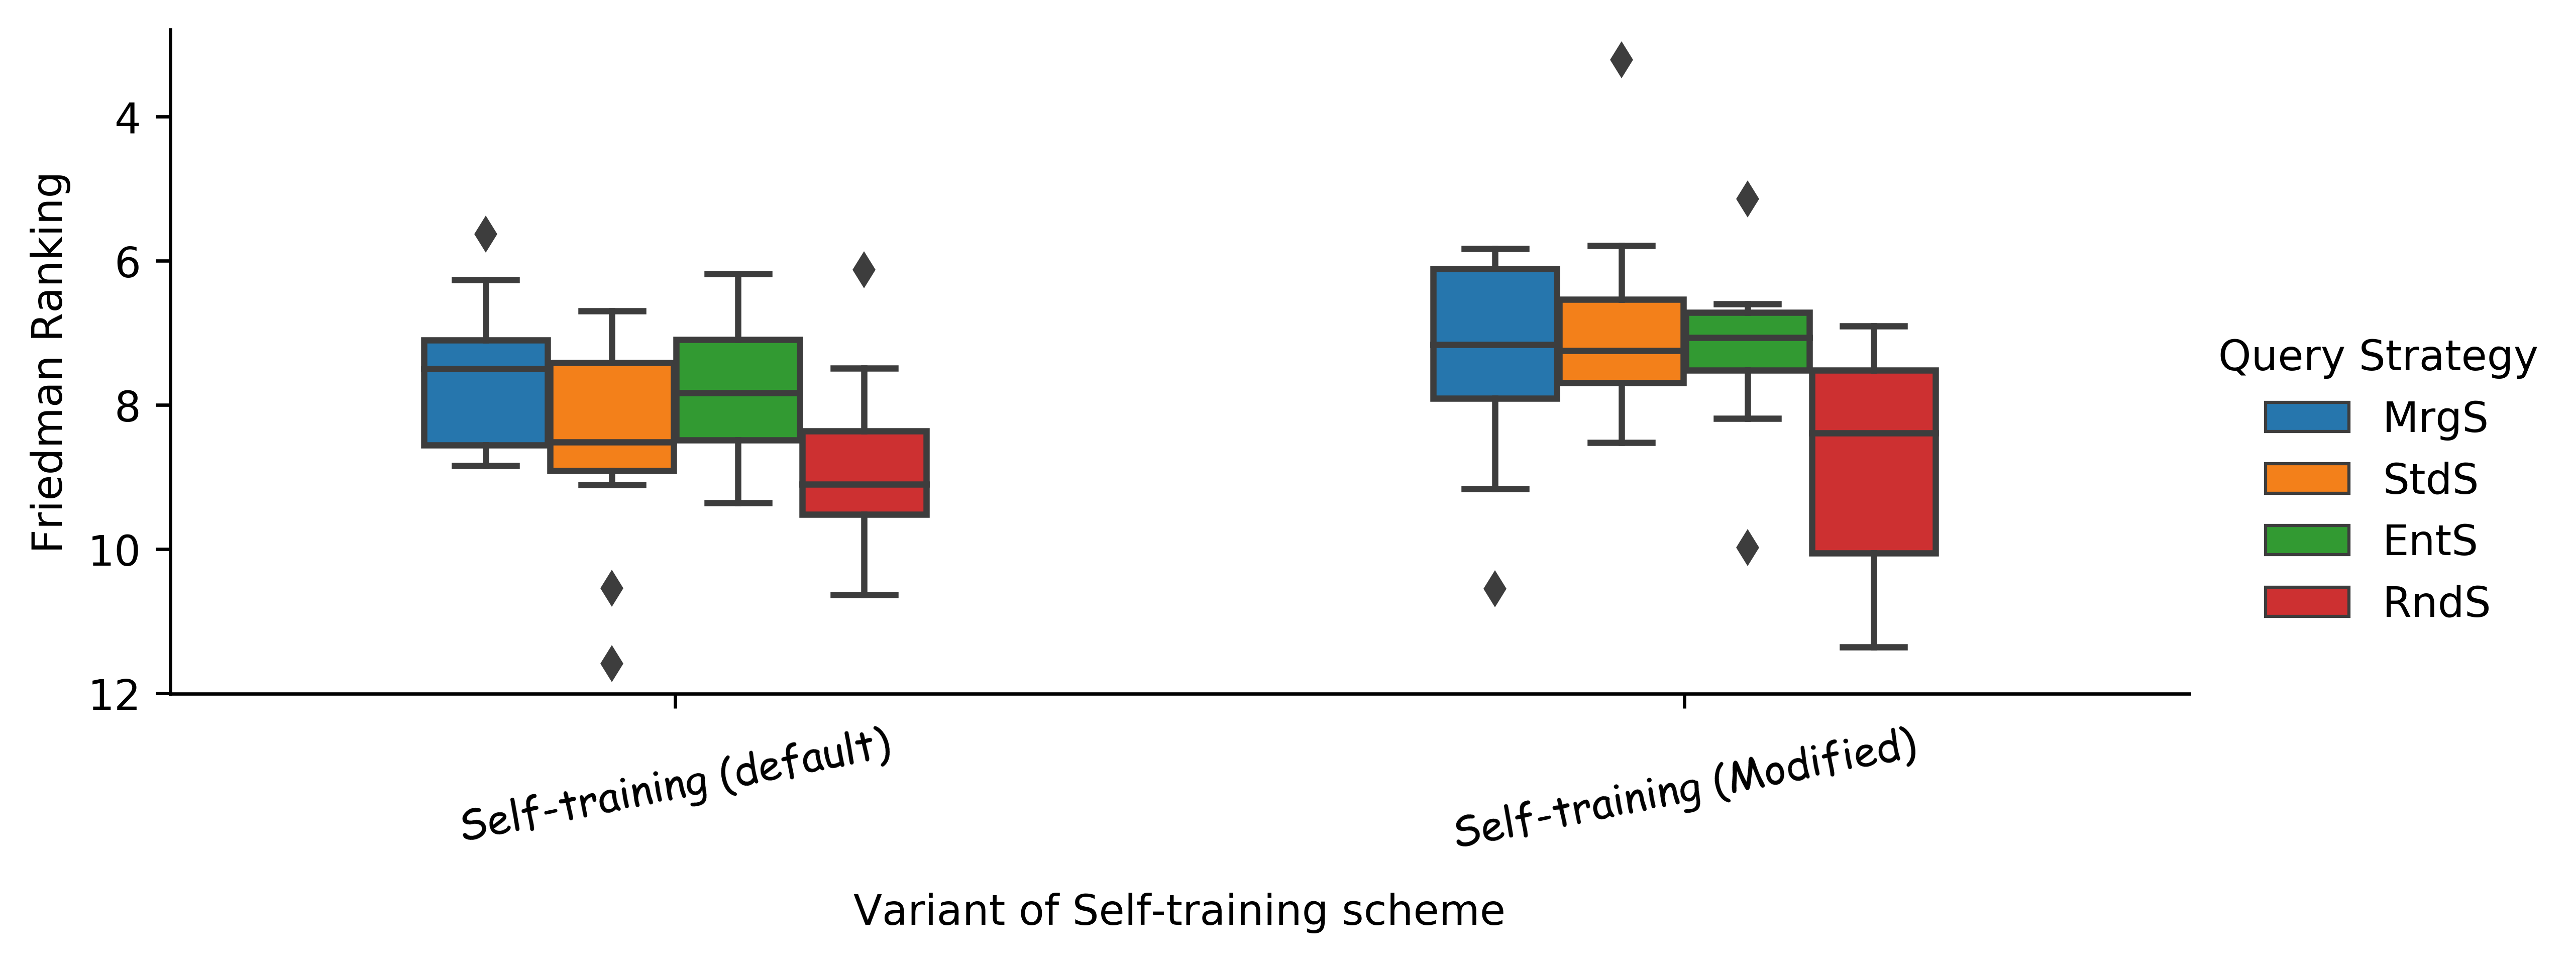 Friedman Ranking
4
6
8
10
12
Self-training (default)
Self-training (Modified)
Variant of Self-training scheme
Query Strategy
MrgS
StdS
EntS
RndS